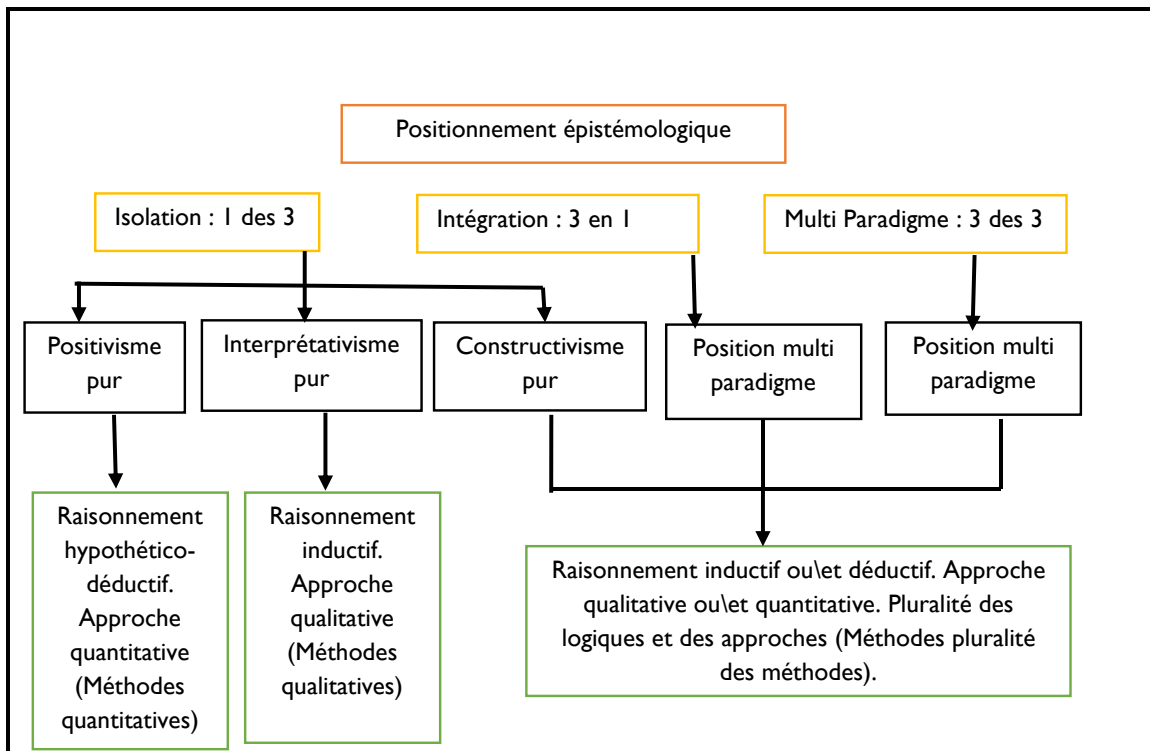 Positionnement épistémologique
Isolation : 1 des 3
Intégration : 3 en 1
Multi Paradigme : 3 des 3
Positivisme
pur
Interprétativisme
pur
Constructivisme
pur
Position multi
paradigme
Position multi
paradigme
Raisonnement
hypothético-
déductif.
Approche
quantitative
(Méthodes
quantitatives)
Raisonnement
inductif.
Approche
qualitative
(Méthodes
qualitatives)
Raisonnement inductif ou\et déductif. Approche
qualitative ou\et quantitative. Pluralité des
logiques et des approches (Méthodes pluralité
des méthodes).